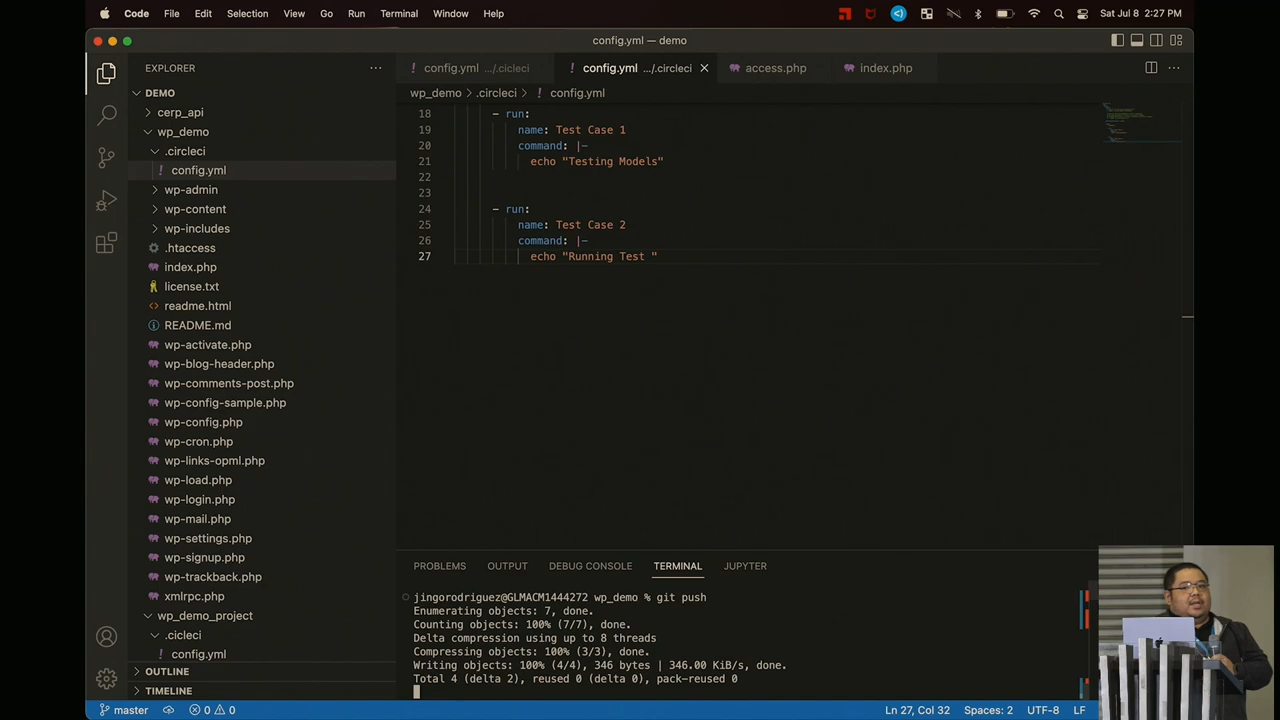 Code File Edit Selection View Go Run Terminal Window Help Sat Jul 8 2:27 PM
config.yml — demo
EXPLORER
config.yml .../.cicleci
config.yml .../.circleci
access.php
index.php
DEMO
wp_demo > .circleci > config.yml
cerp_api
wp_demo
.circleci
config.yml
wp-admin
wp-content
wp-includes
.htaccess
index.php
license.txt
readme.html
README.md
wp-activate.php
wp-blog-header.php
wp-comments-post.php
wp-config-sample.php
wp-config.php
wp-cron.php
wp-links-opml.php
wp-load.php
wp-login.php
wp-mail.php
wp-settings.php
wp-signup.php
wp-trackback.php
xmlrpc.php
wp_demo_project
.cicleci
config.yml
OUTLINE
TIMELINE
18 - run:
19 name: Test Case 1
20 command: |-
21 echo "Testing Models"
22
23
24 - run:
25 name: Test Case 2
26 command: |-
27 echo "Running Test "
PROBLEMS OUTPUT DEBUG CONSOLE TERMINAL JUPYTER
jingorodriguez@GLMACM1444272 wp_demo % git push
Enumerating objects: 7, done.
Counting objects: 100% (7/7), done.
Delta compression using up to 8 threads
Compressing objects: 100% (3/3), done.
Writing objects: 100% (4/4), 346 bytes | 346.00 KiB/s, done.
Total 4 (delta 2), reused 0 (delta 0), pack-reused 0
master 0 0 Ln 27, Col 32 Spaces: 2 UTF-8 LF